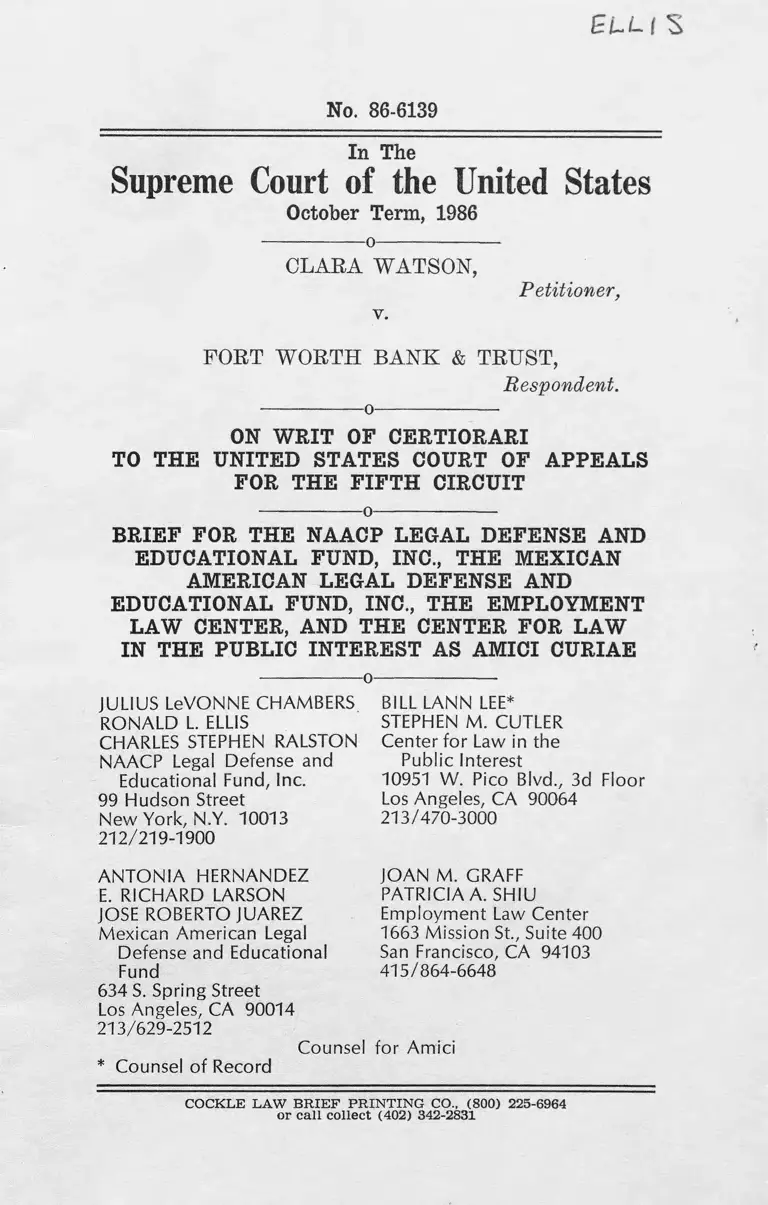 ELLIS
No. 86-6139
In The
Supreme Court of the United States
October Term, 1986
o
CLARA WATSON,
Petitioner,
v.
FORT WORTH BANK & TRUST,
Respondent.
o
ON WRIT OF CERTIORARI
TO THE UNITED STATES COURT OF APPEALS
FOR THE FIFTH CIRCUIT
o
BRIEF FOR THE NAACP LEGAL DEFENSE AND
EDUCATIONAL FUND, INC., THE MEXICAN
AMERICAN LEGAL DEFENSE AND
EDUCATIONAL FUND, INC., THE EMPLOYMENT
LAW CENTER, AND THE CENTER FOR LAW
IN THE PUBLIC INTEREST AS AMICI CURIAE
o
JULIUS LeVONNE CHAMBERS
RONALD L. ELLIS
CHARLES STEPHEN RALSTON
NAACP Legal Defense and
Educational Fund, Inc.
99 Hudson Street
New York, N.Y. 10013
212/219-1900
BILL LANN LEE*
STEPHEN M. CUTLER
Center for Law in the
Public Interest
10951 W. Pico Blvd., 3d Floor
Los Angeles, CA 90064
213/470-3000
ANTONIA HERNANDEZ
E. RICHARD LARSON
JOSE ROBERTO JUAREZ
Mexican American Legal
Defense and Educational
Fund
634 S. Spring Street
Los Angeles, CA 90014
213/629-2512
JOAN M. GRAFF
PATRICIA A. SHIU
Employment Law Center
1663 Mission St., Suite 400
San Francisco, CA 94103
415/864-6648
Counsel for Amici
* Counsel of Record
COCKLE LAW BRIEF PRINTING CO., (800) 225-6964
or call collect (402) 342-2831